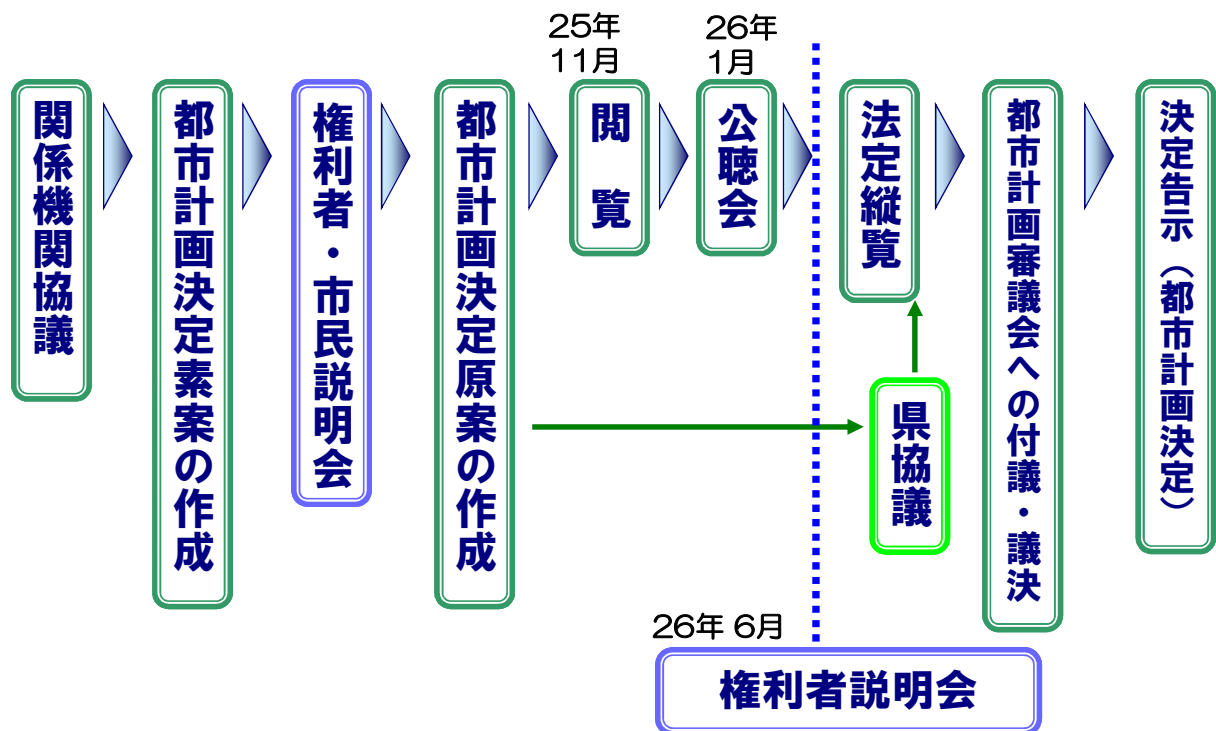 関係機関協議
都市計画決定素案の作成
権利者・市民説明会
都市計画決定原案の作成
25年
11月
閲覧
26年
1月
公聴会
法定縦覧
県協議
都市計画審議会への付議・議決
決定告示（都市計画決定）
26年 6月
権利者説明会